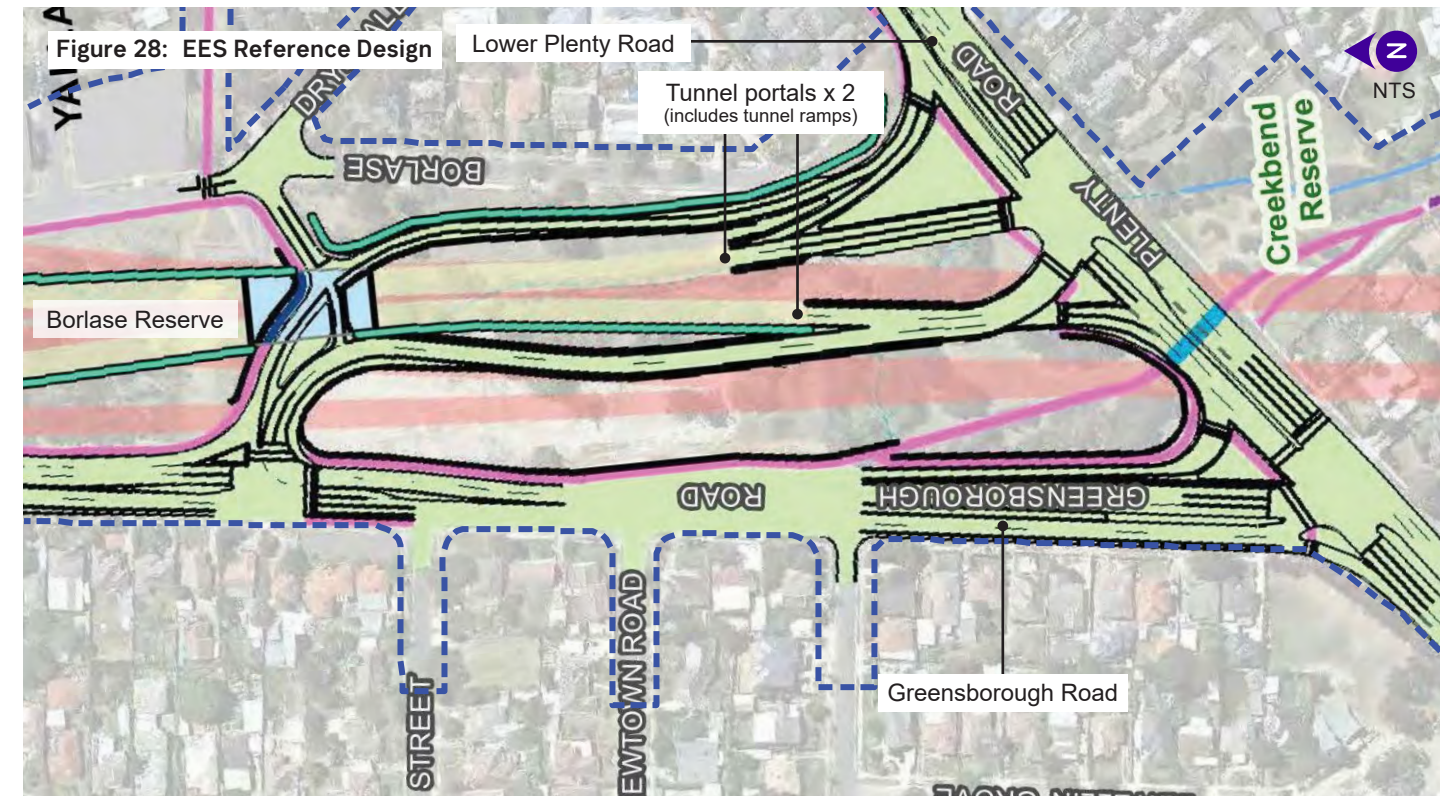 Figure 28: EES Reference Design
Lower Plenty Road
Tunnel portals x 2
(includes tunnel ramps)
N
NTS
ROAD
Creekbend
Reserve
BORLASE
PLENTY
Borlase Reserve
ROAD
GREENSBOROUGH
Greensborough Road
STREET
EWTOWN ROAD